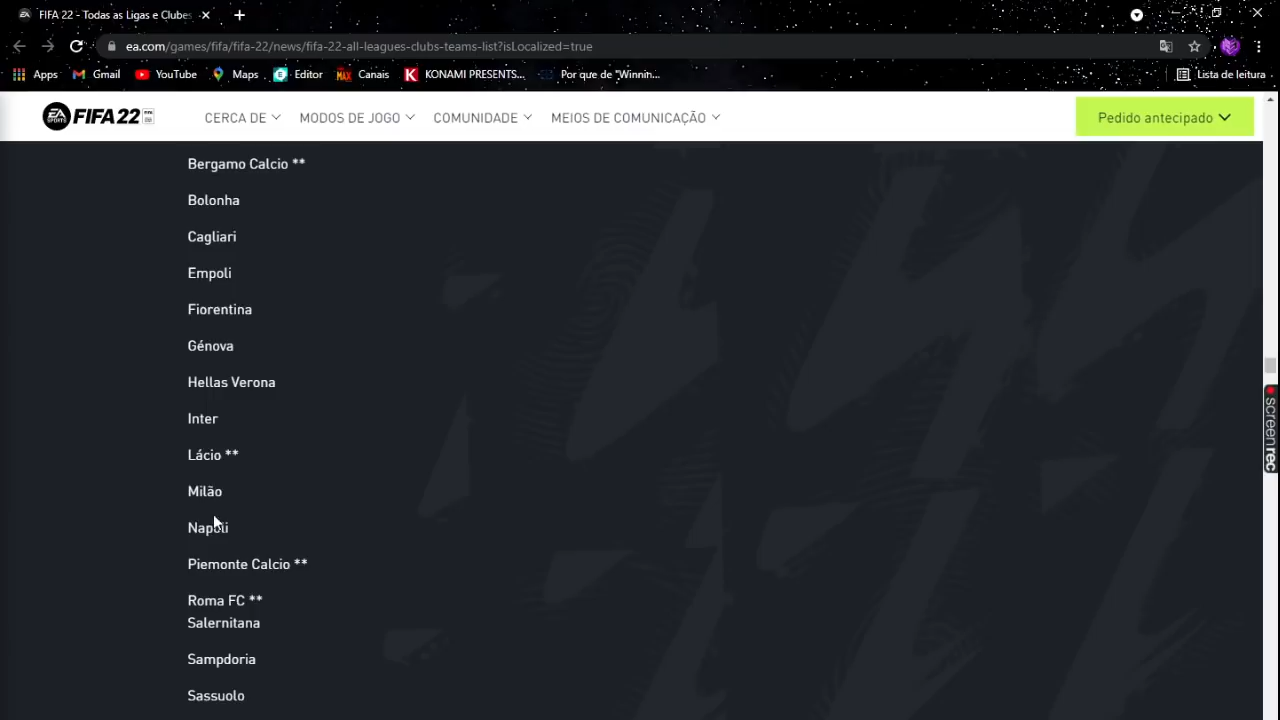 FIFA 22 - Todas as Ligas e Clubes
ea.com/games/fifa/fifa-22/news/fifa-22-all-leagues-clubs-teams-list?isLocalized=true
Apps Gmail YouTube Maps Editor Canais KONAMI PRESENTS... Por que de "Winnin... Lista de leitura
EA SPORTS FIFA 22 CERCA DE MODOS DE JOGO COMUNIDADE MEIOS DE COMUNICAÇÃO Pedido antecipado
Bergamo Calcio **
Bolonha
Cagliari
Empoli
Fiorentina
Génova
Hellas Verona
Inter
Lácio **
Milão
Napoli
Piemonte Calcio **
Roma FC **
Salernitana
Sampdoria
Sassuolo
screenrec